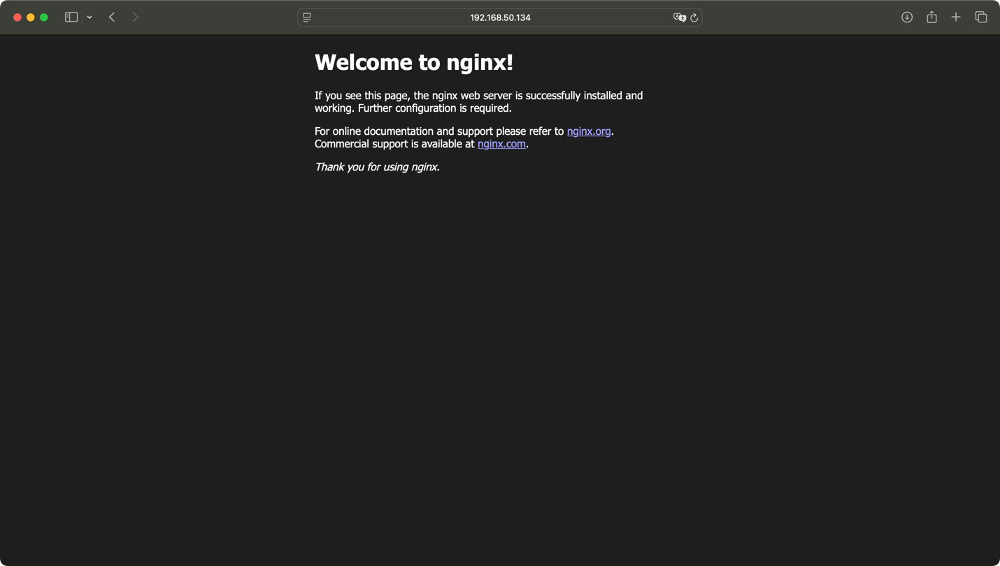 192.168.50.134
Welcome to nginx!
If you see this page, the nginx web server is successfully installed and
working. Further configuration is required.
For online documentation and support please refer to nginx.org.
Commercial support is available at nginx.com.
Thank you for using nginx.